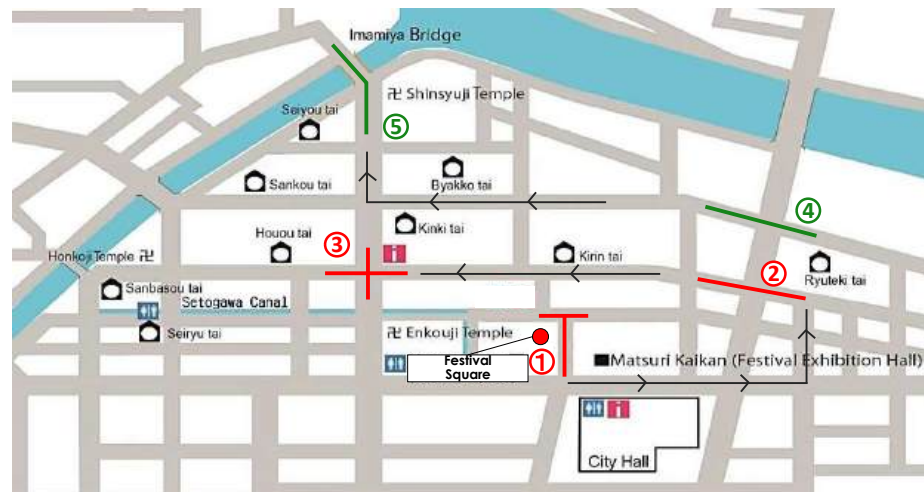 Imamiya Bridge
卍 Shinsyuji Temple
Seiyou tai
⑤
Sankou tai
Byakko tai
④
Houou tai
③
Kinki tai
i
Kirin tai
②
Ryuteki tai
Honkoji Temple 卍
Sanbasou tai
Setogawa Canal
Seiryu tai
卍 Enkouji Temple
Festival
Square
①
Matsuri Kaikan (Festival Exhibition Hall)
i
City Hall